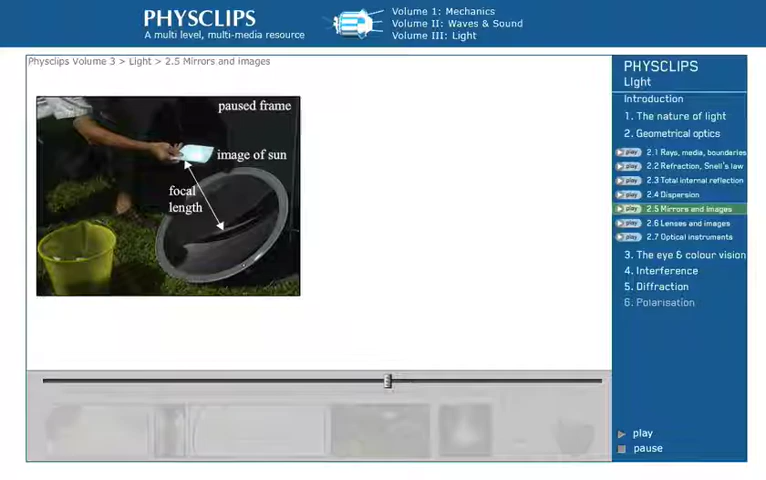 PHYSCLIPS
A multi level, multi-media resource
Volume 1: Mechanics
Volume II: Waves & Sound
Volume III: Light
Physclips Volume 3 > Light > 2.5 Mirrors and images
paused frame
image of sun
focal
length
PHYSCLIPS
Light
Introduction
1. The nature of light
2. Geometrical optics
play 2.1 Rays, media, boundaries
play 2.2 Refraction, Snell's law
play 2.3 Total internal reflection
play 2.4 Dispersion
play 2.5 Mirrors and images
play 2.6 Lenses and images
play 2.7 Optical instruments
3. The eye & colour vision
4. Interference
5. Diffraction
6. Polarisation
play
pause